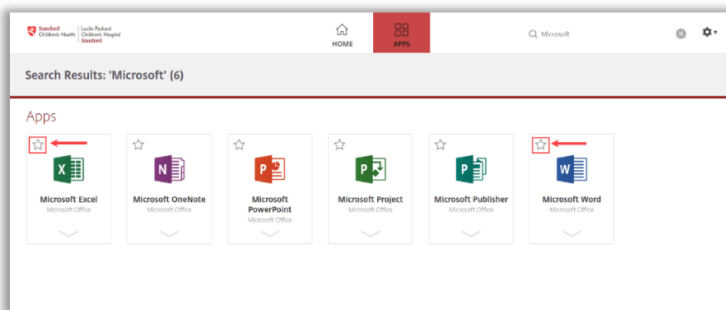 Stanford
Children's Health
Lucile Packard
Children's Hospital
Stanford
HOME
APPS
Microsoft
Search Results: 'Microsoft' (6)
Apps
X
Microsoft Excel
Microsoft Office
N
Microsoft OneNote
Microsoft Office
P
Microsoft
PowerPoint
Microsoft Office
P
Microsoft Project
Microsoft Office
P
Microsoft Publisher
Microsoft Office
W
Microsoft Word
Microsoft Office